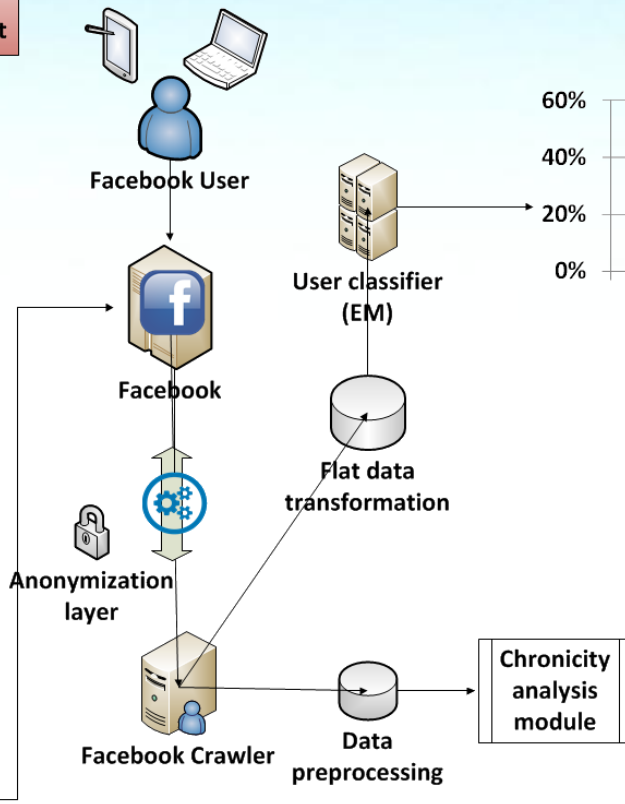 t
Facebook User
60%
40%
20%
0%
User classifier
(EM)
f
Facebook
Flat data
transformation
Anonymization
layer
Facebook Crawler
Data
preprocessing
Chronicity
analysis
module